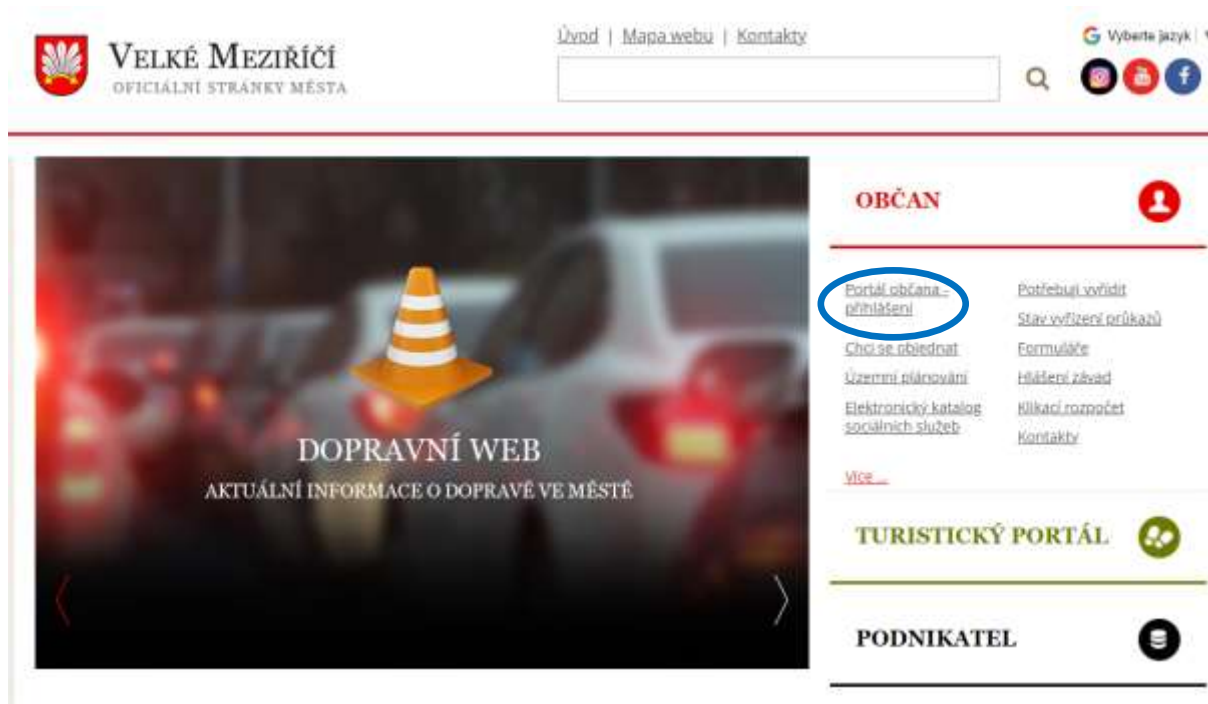 Úvod | Mapa webu | Kontakty
Vyberte jazyk
VELKÉ MEZIŘÍČÍ
OFICIÁLNÍ STRÁNKY MĚSTA
DOPRAVNÍ WEB
AKTUÁLNÍ INFORMACE O DOPRAVĚ VE MĚSTĚ
OBČAN
Portál občana -
přihlášení
Chci se objednat
Územní plánování
Elektronický katalog
sociálních služeb
Více ...
Potřebuji vyřídit
Stav vyřízení průkazů
Formuláře
Hlášení závad
Klikací rozpočet
Kontakty
TURISTICKÝ PORTÁL
PODNIKATEL